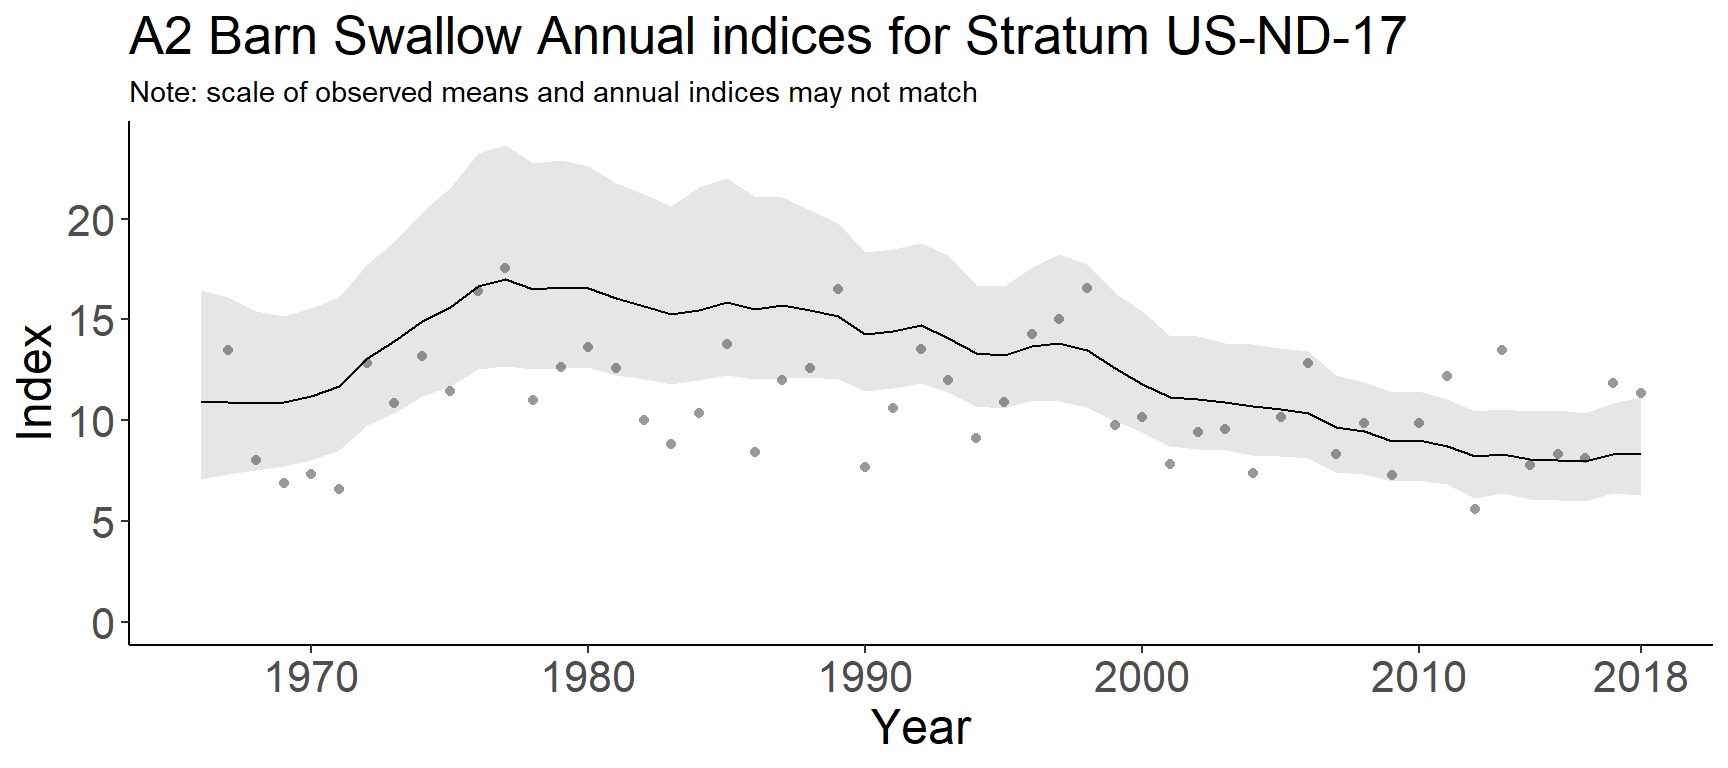 A2 Barn Swallow Annual indices for Stratum US-ND-17
Note: scale of observed means and annual indices may not match
Index
20
15
10
5
0
1970 1980 1990 2000 2010 2018
Year